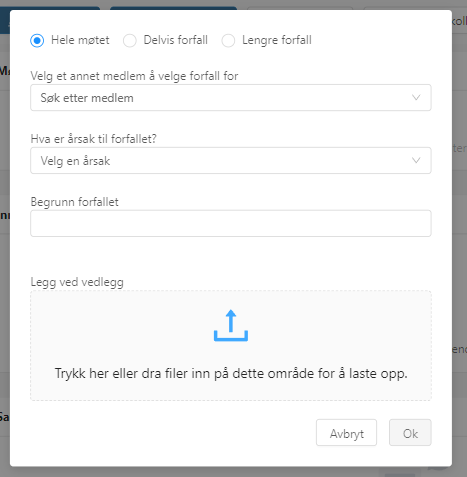 Hele møtet Delvis forfall Lengre forfall
Velg et annet medlem å velge forfall for
Søk etter medlem
Hva er årsak til forfallet?
Velg en årsak
Begrunn forfallet
Legg ved vedlegg
Trykk her eller dra filer inn på dette område for å laste opp.
Avbryt Ok